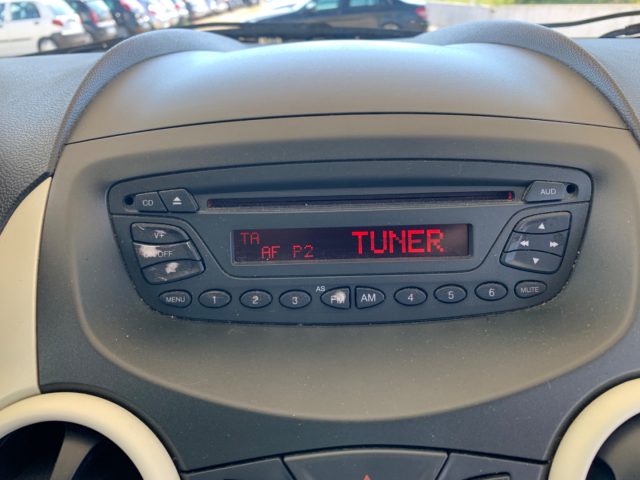 CD
AUD
V+
ON/OFF
TA
AF P2 TUNER
AS
MENU 1 2 3 FM AM 4 5 6 MUTE